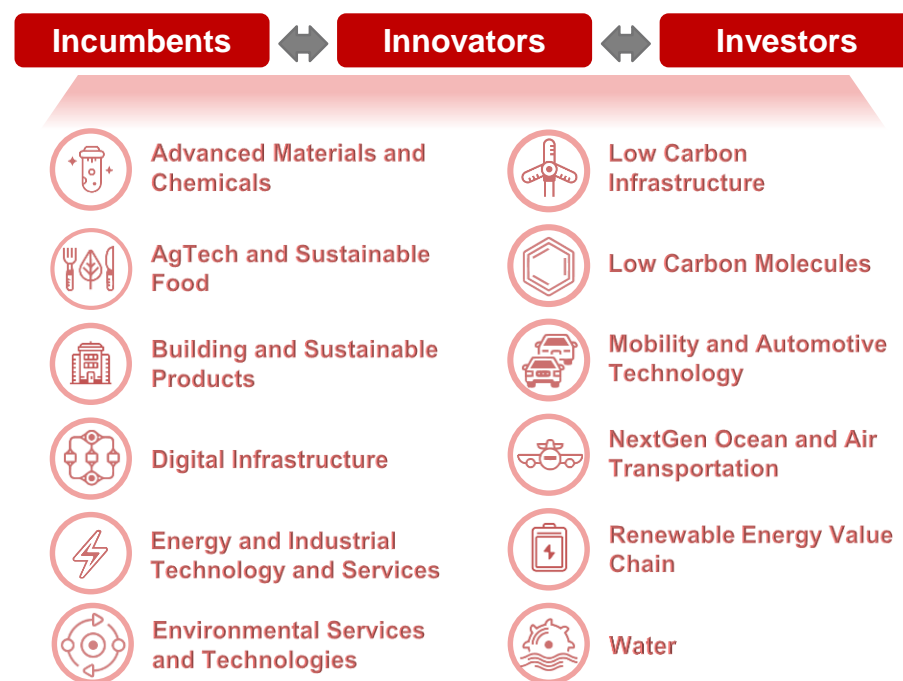 Incumbents
Innovators
Investors
Advanced Materials and
Chemicals
AgTech and Sustainable
Food
Building and Sustainable
Products
Digital Infrastructure
Energy and Industrial
Technology and Services
Environmental Services
and Technologies
Low Carbon
Infrastructure
Low Carbon Molecules
Mobility and Automotive
Technology
NextGen Ocean and Air
Transportation
Renewable Energy Value
Chain
Water